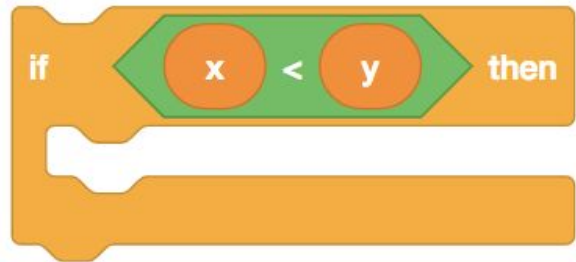 if x < y then